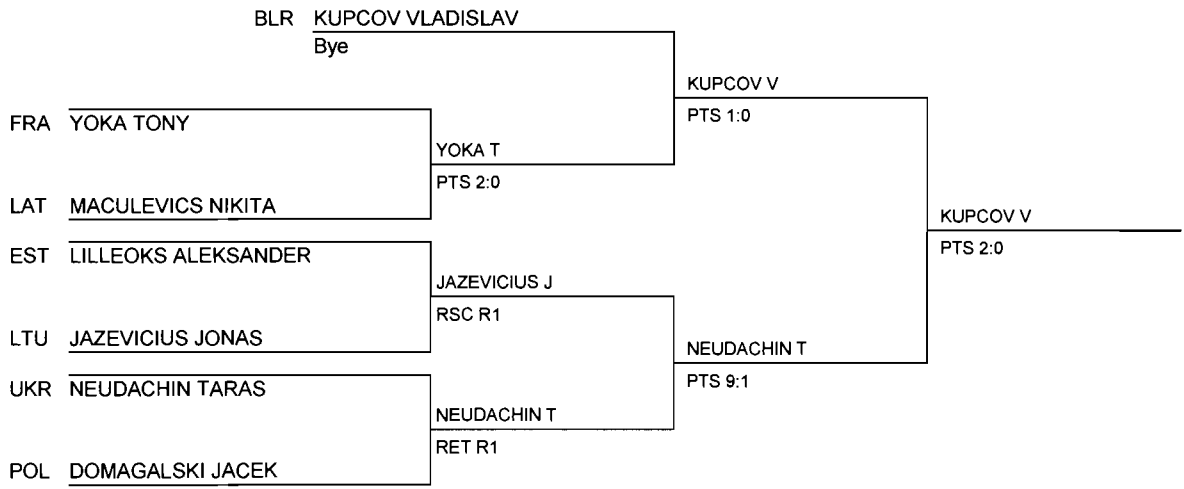 BLR KUPCOV VLADISLAV
Bye
KUPCOV V
PTS 1:0
FRA YOKA TONY
YOKA T
PTS 2:0
LAT MACULEVICS NIKITA
KUPCOV V
PTS 2:0
EST LILLEOKS ALEKSANDER
JAZEVICIUS J
RSC R1
LTU JAZEVICIUS JONAS
NEUDACHIN T
PTS 9:1
UKR NEUDACHIN TARAS
NEUDACHIN T
RET R1
POL DOMAGALSKI JACEK